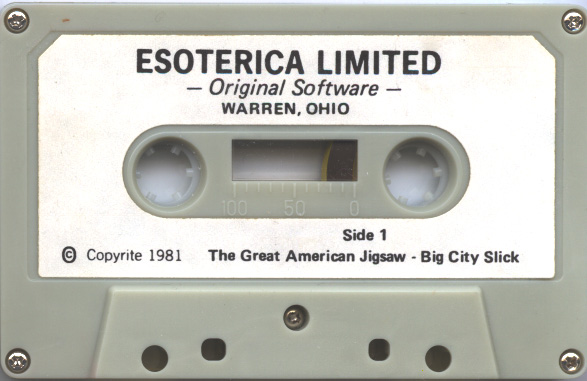 ESOTERICA LIMITED
— Original Software —
WARREN, OHIO
100 50 0
Side 1
© Copyrite 1981 The Great American Jigsaw - Big City Slick